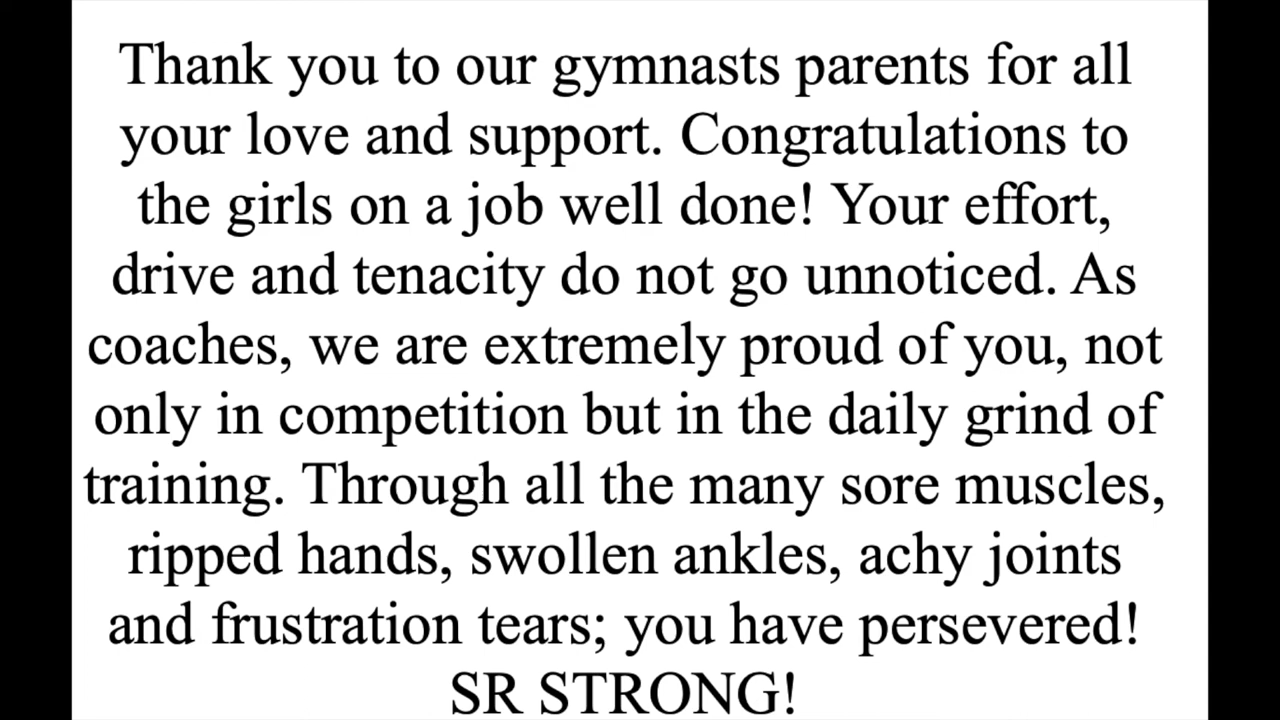 Thank you to our gymnasts parents for all
your love and support. Congratulations to
the girls on a job well done! Your effort,
drive and tenacity do not go unnoticed. As
coaches, we are extremely proud of you, not
only in competition but in the daily grind of
training. Through all the many sore muscles,
ripped hands, swollen ankles, achy joints
and frustration tears; you have persevered!
SR STRONG!